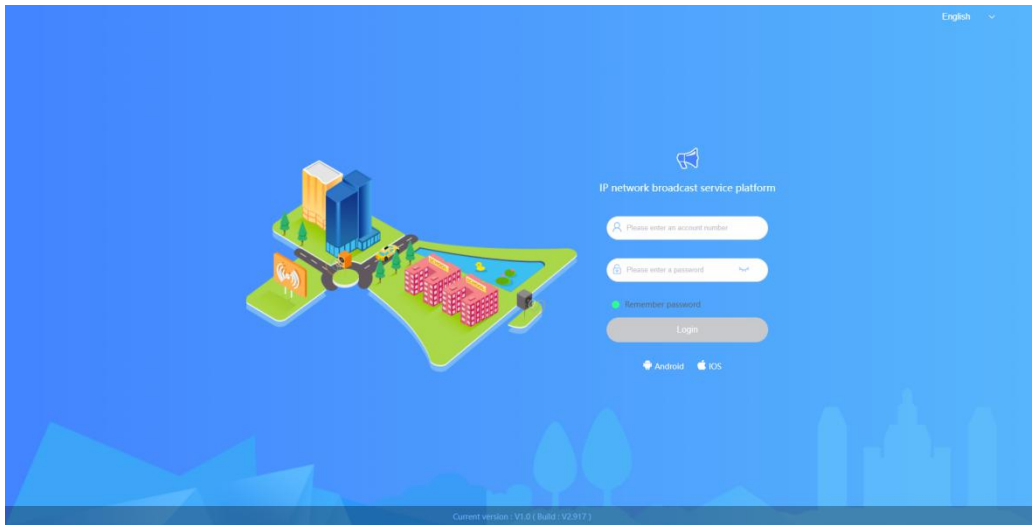 English
IP network broadcast service platform
Please enter an account number
Please enter a password
Remember password
Login
Android IOS
Current version : V1.0 ( Build : V2.917 )